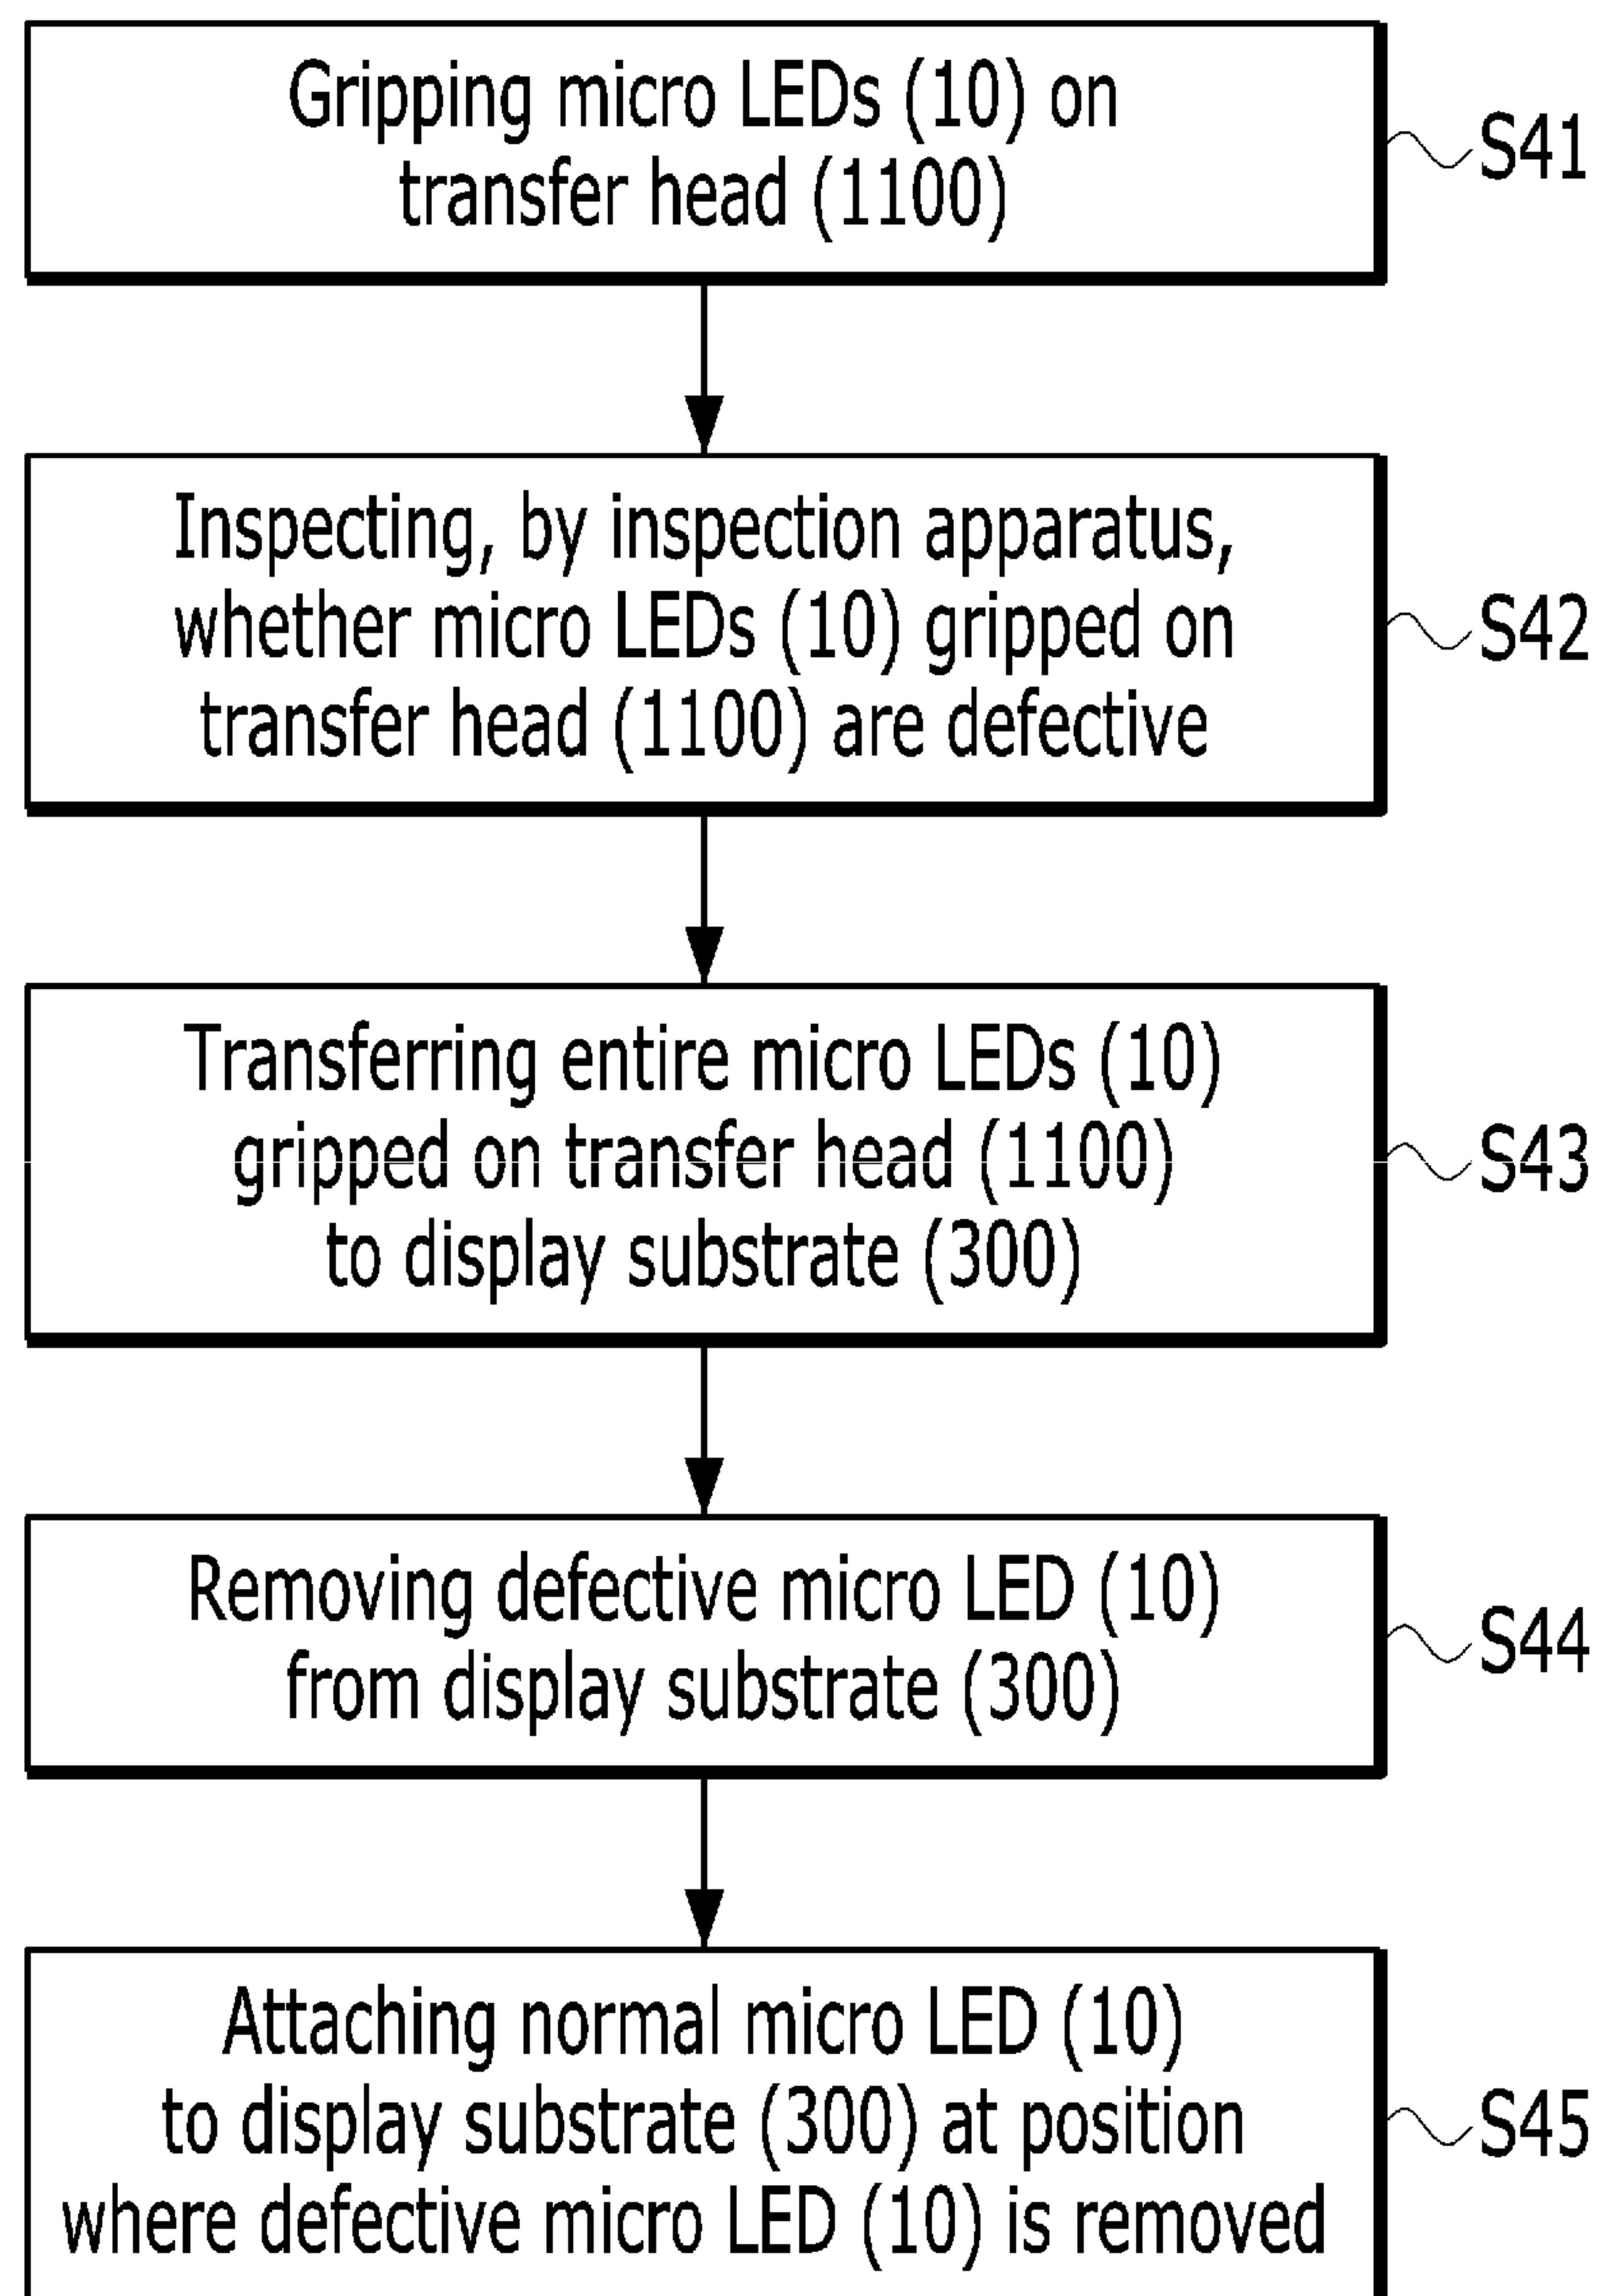 Gripping micro LEDs (10) on
transfer head (1100)
S41
Inspecting, by inspection apparatus,
whether micro LEDs (10) gripped on
transfer head (1100) are defective
S42
Transferring entire micro LEDs (10)
gripped on transfer head (1100)
to display substrate (300)
S43
Removing defective micro LED (10)
from display substrate (300)
S44
Attaching normal micro LED (10)
to display substrate (300) at position
where defective micro LED (10) is removed
S45